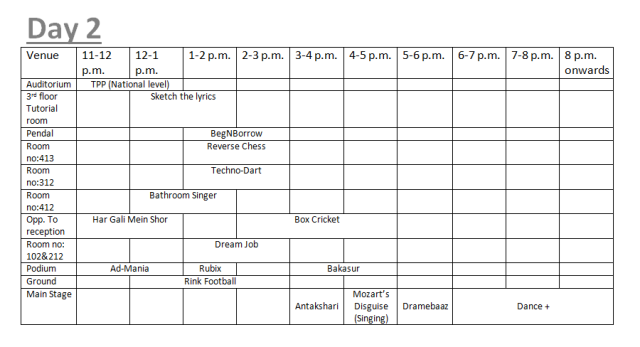 Day 2
Venue 11-12 p.m. 12-1 p.m. 1-2 p.m. 2-3 p.m. 3-4 p.m. 4-5 p.m. 5-6 p.m. 6-7 p.m. 7-8 p.m. 8 p.m. onwards
Auditorium TPP (National level)
3rd floor Tutorial room Sketch the lyrics
Pendal BegNBorrow
Room no:413 Reverse Chess
Room no:312 Techno-Dart
Room no:412 Bathroom Singer
Opp. To reception Har Gali Mein Shor Box Cricket
Room no: 102&212 Dream Job
Podium Ad-Mania Rubix Bakasur
Ground Rink Football
Main Stage Antakshari Mozart's Disguise (Singing) Dramebaaz Dance +